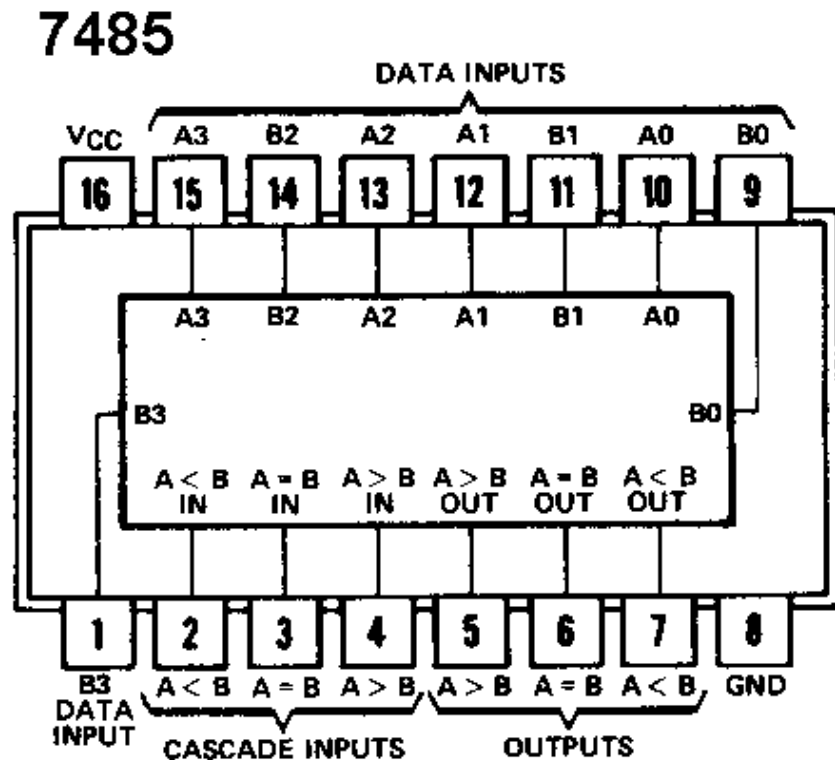 7485
DATA INPUTS
VCC A3 B2 A2 A1 B1 A0 B0
16 15 14 13 12 11 10 9
A3 B2 A2 A1 B1 A0
B3 B0
A < B A = B A > B A > B A = B A < B
IN IN IN OUT OUT OUT
1 2 3 4 5 6 7 8
B3 A < B A = B A > B A > B A = B A < B GND
DATA
INPUT CASCADE INPUTS OUTPUTS